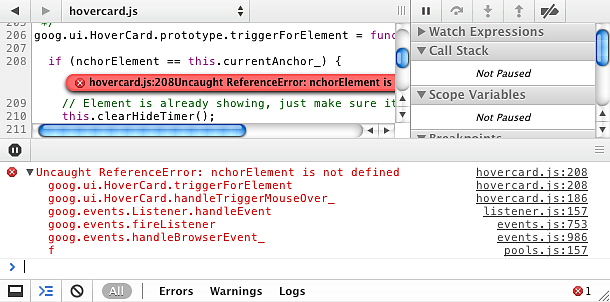 hovercard.js
*/
206 goog.ui.HoverCard.prototype.triggerForElement = func
207
208 if (nchorElement == this.currentAnchor_) {
hovercard.js:208Uncaught ReferenceError: nchorElement is
209 // Element is already showing, just make sure it
210 this.clearHideTimer();
211
Watch Expressions
Call Stack
Not Paused
Scope Variables
Not Paused
Breakpoints
Uncaught ReferenceError: nchorElement is not defined hovercard.js:208
goog.ui.HoverCard.triggerForElement hovercard.js:208
goog.ui.HoverCard.handleTriggerMouseOver_ hovercard.js:186
goog.events.Listener.handleEvent listener.js:157
goog.events.fireListener events.js:753
goog.events.handleBrowserEvent_ events.js:986
f pools.js:157
>
All Errors Warnings Logs 1